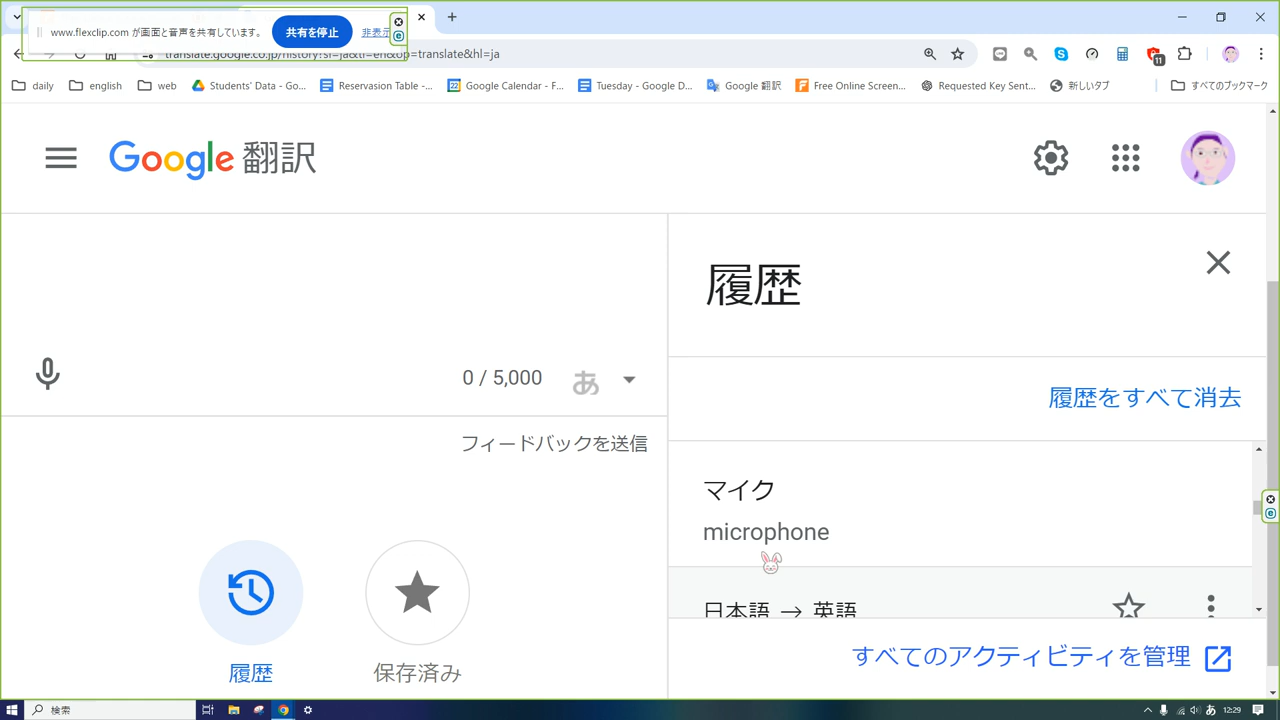 www.flexclip.com が画面と音声を共有しています。
共有を停止
非表示
translate.google.co.jp/history?sl=ja&tl=en&op=translate&hl=ja
11
daily
english
web
Students' Data - Go...
Reservasion Table -...
Google Calendar - F...
Tuesday - Google D...
Google 翻訳
Free Online Screen...
Requested Key Sent...
新しいタブ
すべてのブックマーク
Google 翻訳
履歴
履歴をすべて消去
0 / 5,000
あ
フィードバックを送信
マイク
microphone
日本語 → 英語
履歴
保存済み
すべてのアクティビティを管理
検索
あ
12:29